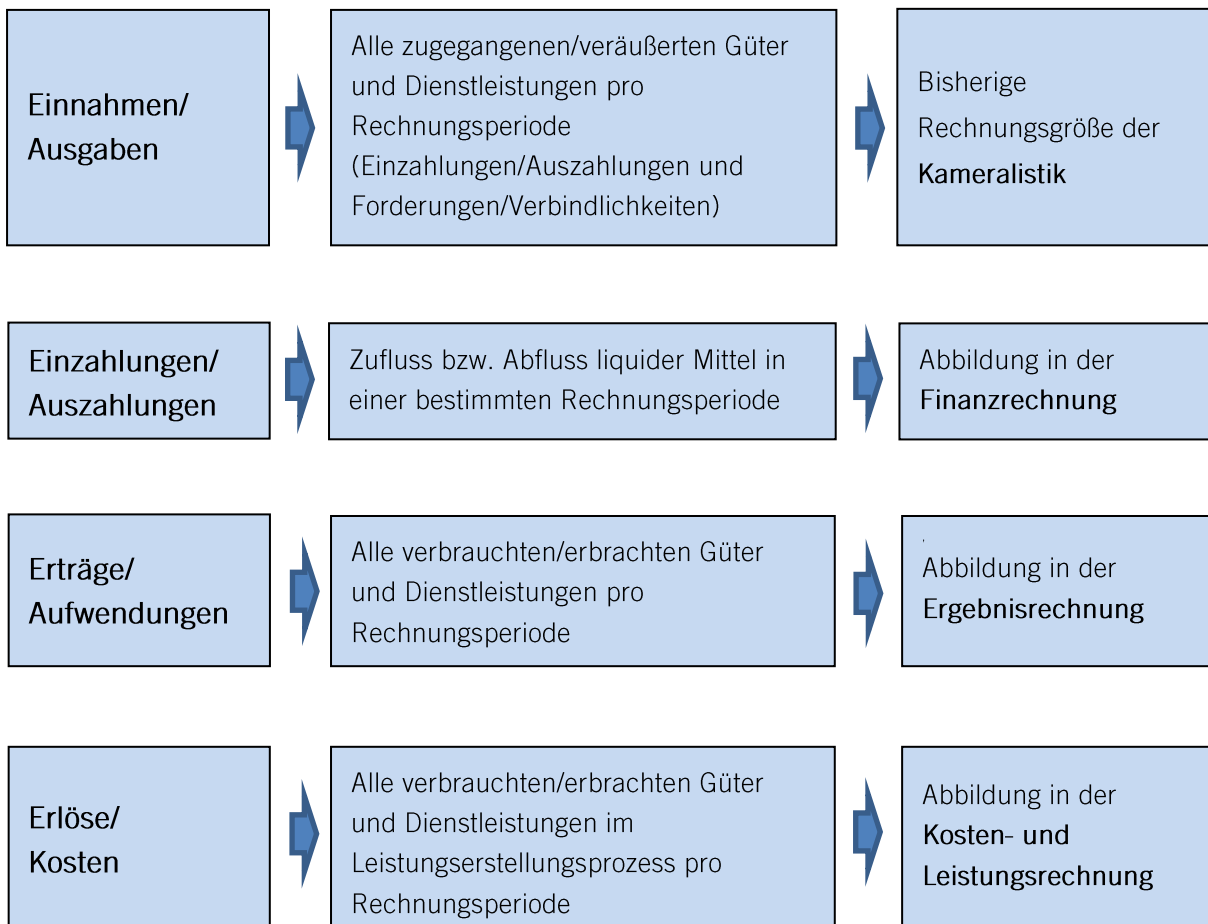 Einnahmen/
Ausgaben
Alle zugegangenen/veräußerten Güter
und Dienstleistungen pro
Rechnungsperiode
(Einzahlungen/Auszahlungen und
Forderungen/Verbindlichkeiten)
Bisherige
Rechnungsgröße der
Kameralistik
Einzahlungen/
Auszahlungen
Zufluss bzw. Abfluss liquider Mittel in
einer bestimmten Rechnungsperiode
Abbildung in der
Finanzrechnung
Erträge/
Aufwendungen
Alle verbrauchten/erbrachten Güter
und Dienstleistungen pro
Rechnungsperiode
Abbildung in der
Ergebnisrechnung
Erlöse/
Kosten
Alle verbrauchten/erbrachten Güter
und Dienstleistungen im
Leistungserstellungsprozess pro
Rechnungsperiode
Abbildung in der
Kosten- und
Leistungsrechnung